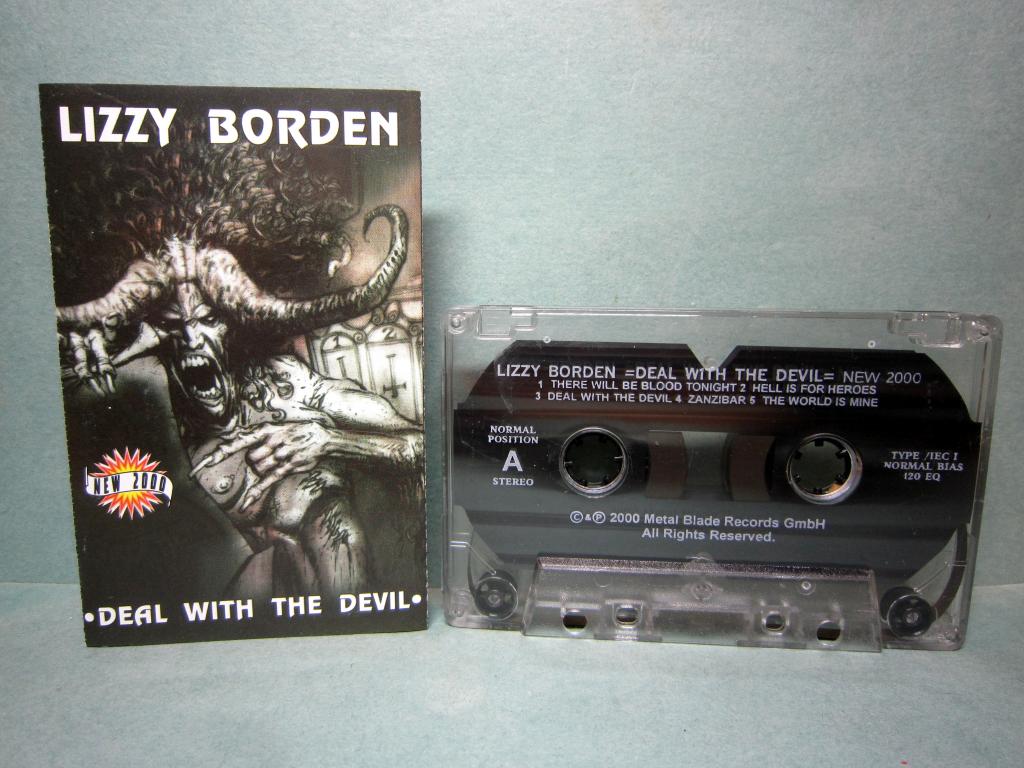 LIZZY BORDEN
1 2
NEW 2000
•DEAL WITH THE DEVIL•
LIZZY BORDEN =DEAL WITH THE DEVIL= NEW 2000
1 THERE WILL BE BLOOD TONIGHT 2 HELL IS FOR HEROES
3 DEAL WITH THE DEVIL 4 ZANZIBAR 5 THE WORLD IS MINE
NORMAL
POSITION
A
STEREO
TYPE /IEC I
NORMAL BIAS
120 EQ
©&℗ 2000 Metal Blade Records GmbH
All Rights Reserved.